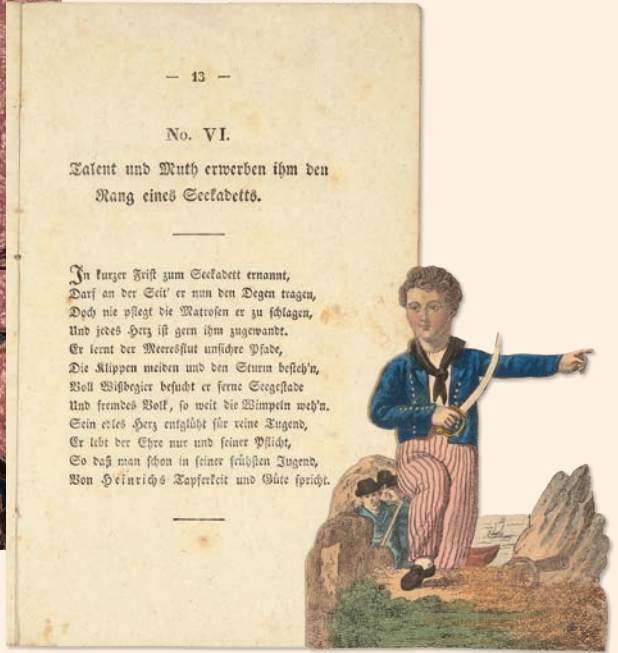 — 13 —
No. VI.
Talent und Muth erwerben ihm den
Rang eines Seekadetts.
In kurzer Frist zum Seekadett ernannt,
Darf an der Seit' er nun den Degen tragen,
Doch nie pflegt die Matrosen er zu schlagen,
Und jedes Herz ist gern ihm zugewandt.
Er lernt der Meeresflut unsichre Pfade,
Die Klippen meiden und den Sturm besteh'n,
Voll Wißbegier besucht er ferne Seegestade
Und fremdes Volk, so weit die Wimpeln weh'n.
Sein edles Herz entglüht für reine Tugend,
Er lebt der Ehre nur und seiner Pflicht,
So daß man schon in seiner frühsten Jugend,
Von Heinrichs Tapferkeit und Güte spricht.